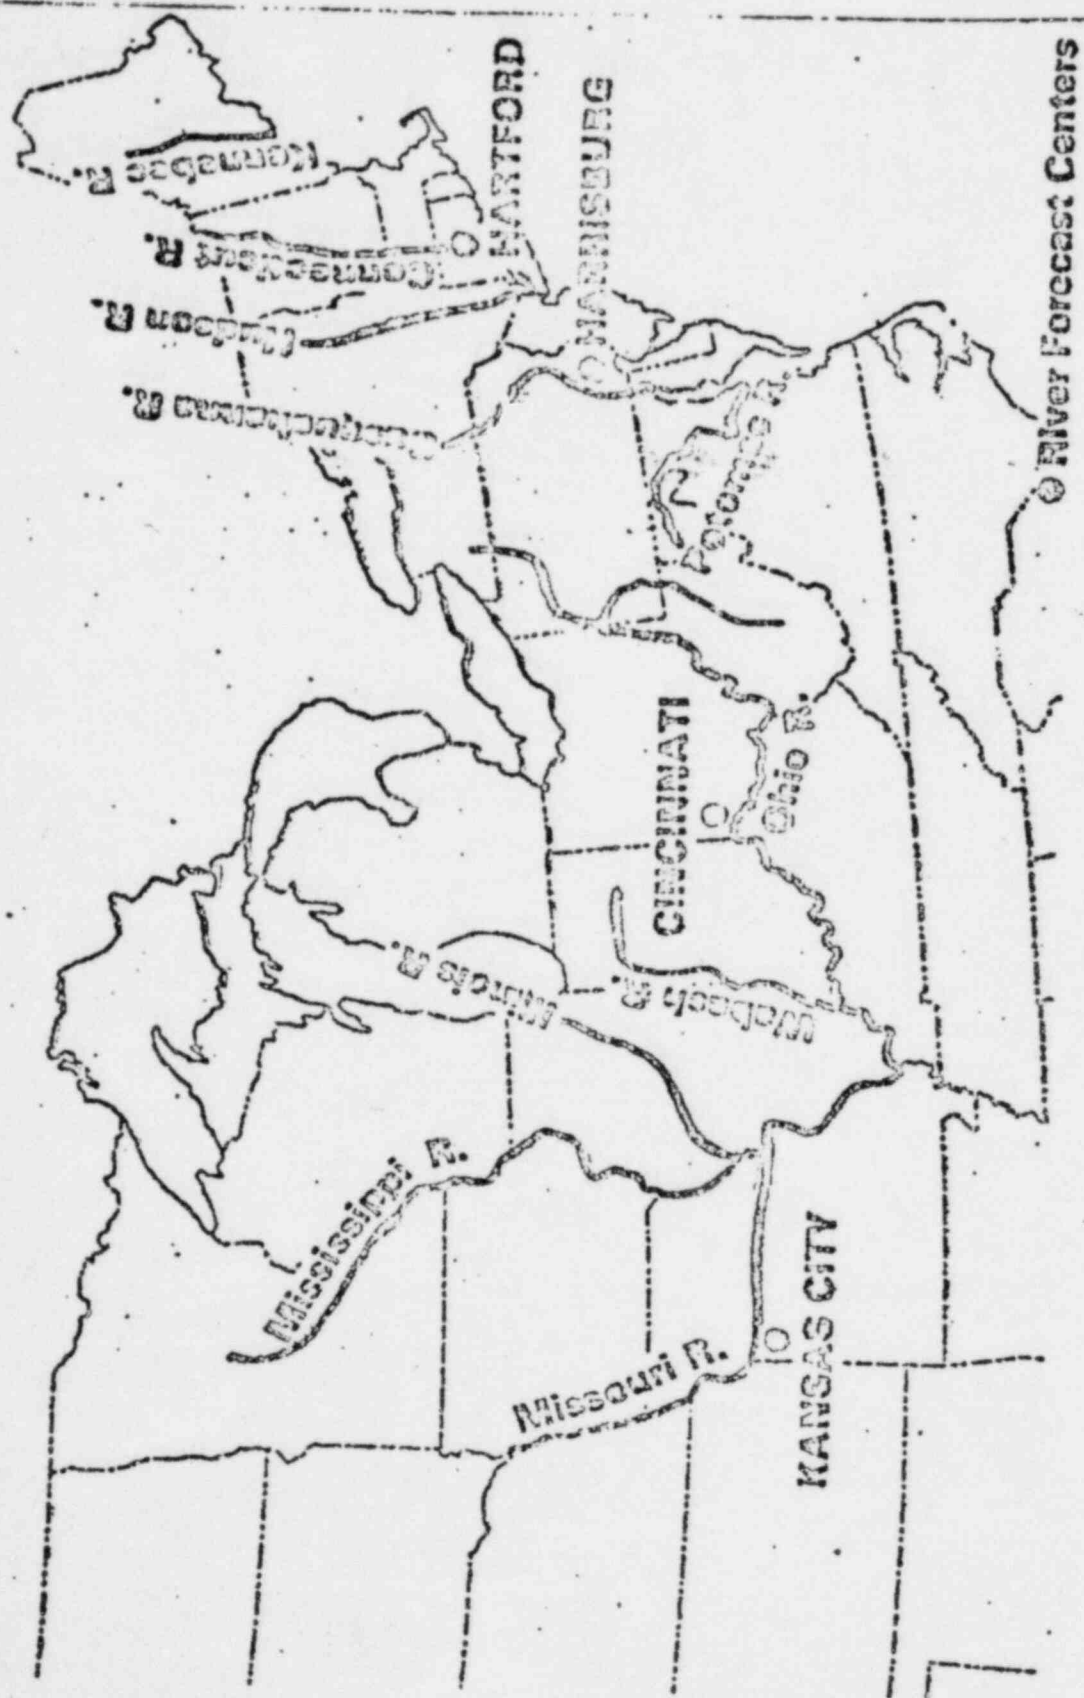 Kennebec R.
Connecticut R.
Hudson R.
Susquehanna R.
Potomac R.
HARTFORD
HARRISBURG
Mississippi R.
Illinois R.
Wabash R.
Ohio R.
CINCINNATI
Missouri R.
KANSAS CITY
River Forecast Centers